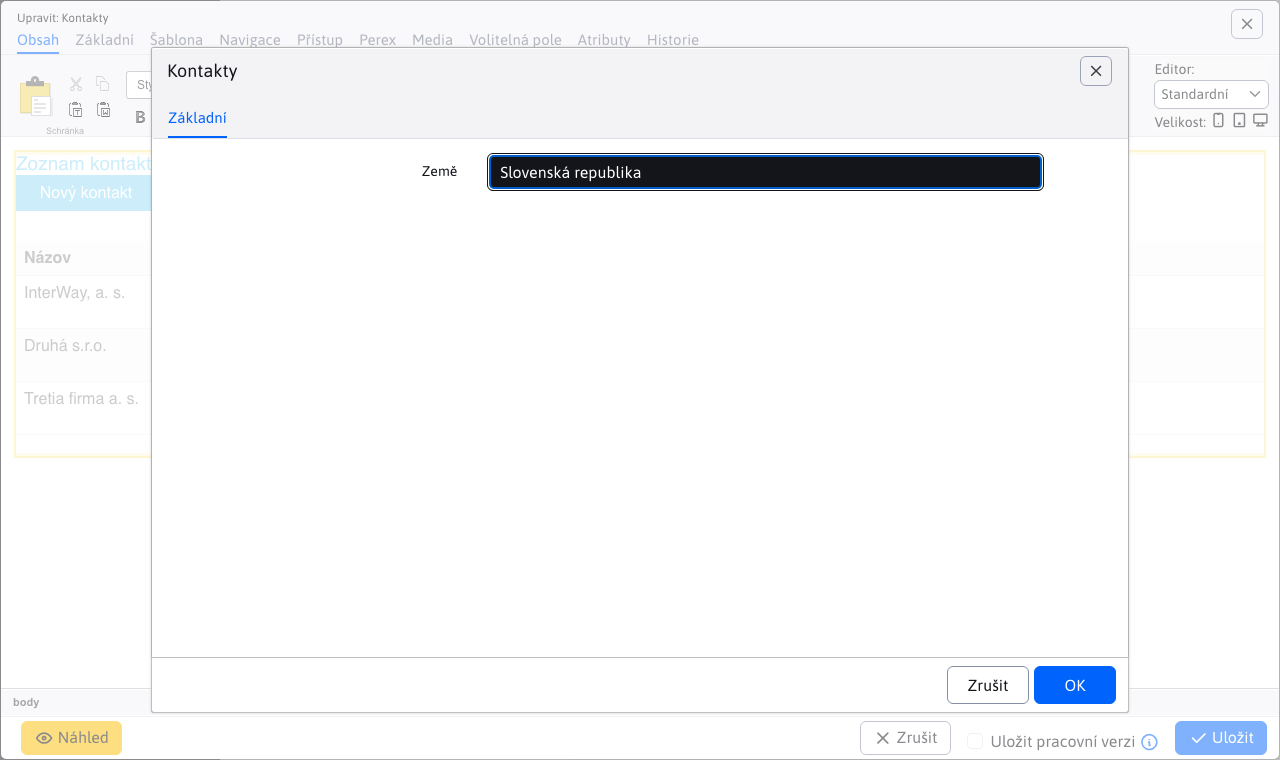 Upravit: Kontakty
Obsah Základní Šablona Navigace Přístup Perex Media Volitelná pole Atributy Historie
Kontakty
Editor:
Standardní
Velikost:
Schránka
B
Základní
Země
Slovenská republika
Zoznam kontakt
Nový kontakt
Názov
InterWay, a. s.
Druhá s.r.o.
Tretia firma a. s.
Zrušit OK
body
Náhled
Zrušit Uložit pracovní verzi Uložit